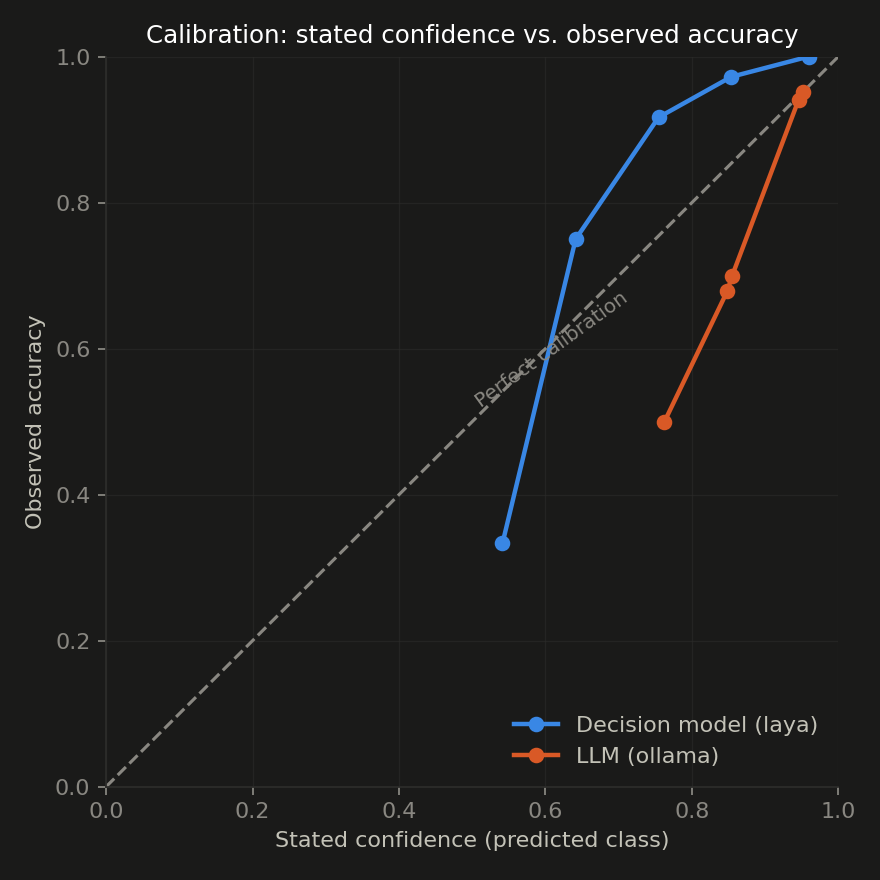 Calibration: stated confidence vs. observed accuracy
1.0
0.8
0.6
0.4
0.2
0.0
Observed accuracy
Perfect calibration
Decision model (laya)
LLM (ollama)
0.0 0.2 0.4 0.6 0.8 1.0
Stated confidence (predicted class)